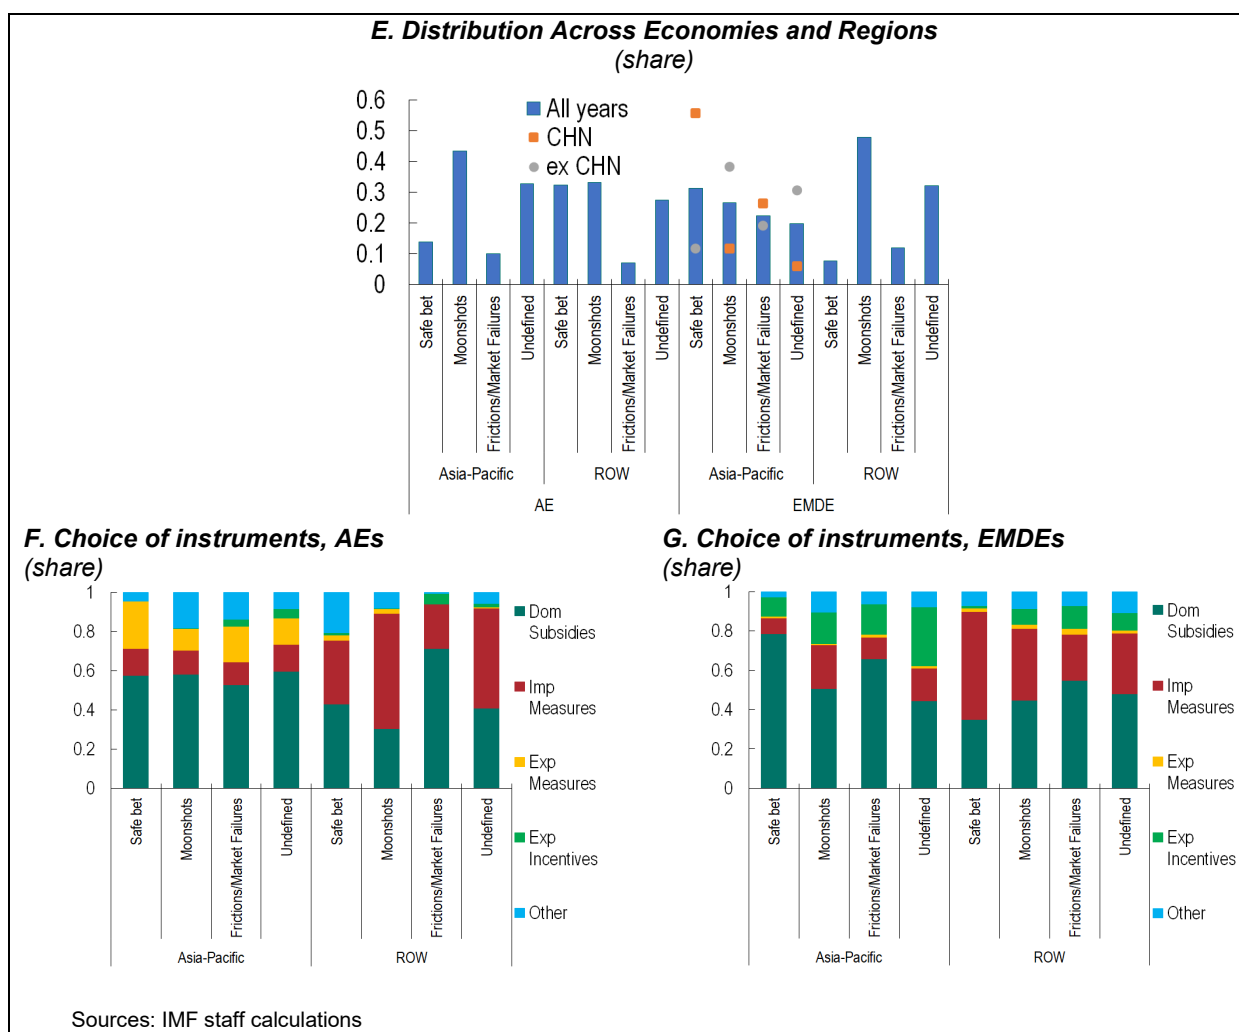 E. Distribution Across Economies and Regions
(share)
0.6
0.5
0.4
0.3
0.2
0.1
0
All years
CHN
ex CHN
Safe bet
Moonshots
Frictions/Market Failures
Undefined
Safe bet
Moonshots
Frictions/Market Failures
Undefined
Safe bet
Moonshots
Frictions/Market Failures
Undefined
Safe bet
Moonshots
Frictions/Market Failures
Undefined
Asia-Pacific
ROW
Asia-Pacific
ROW
AE
EMDE
F. Choice of instruments, AEs
(share)
1
0.8
0.6
0.4
0.2
0
Safe bet
Moonshots
Frictions/Market Failures
Undefined
Safe bet
Moonshots
Frictions/Market Failures
Undefined
Asia-Pacific
ROW
Dom
Subsidies
Imp
Measures
Exp
Measures
Exp
Incentives
Other
G. Choice of instruments, EMDEs
(share)
1
0.8
0.6
0.4
0.2
0
Safe bet
Moonshots
Frictions/Market Failures
Undefined
Safe bet
Moonshots
Frictions/Market Failures
Undefined
Asia-Pacific
ROW
Dom
Subsidies
Imp
Measures
Exp
Measures
Exp
Incentives
Other
Sources: IMF staff calculations